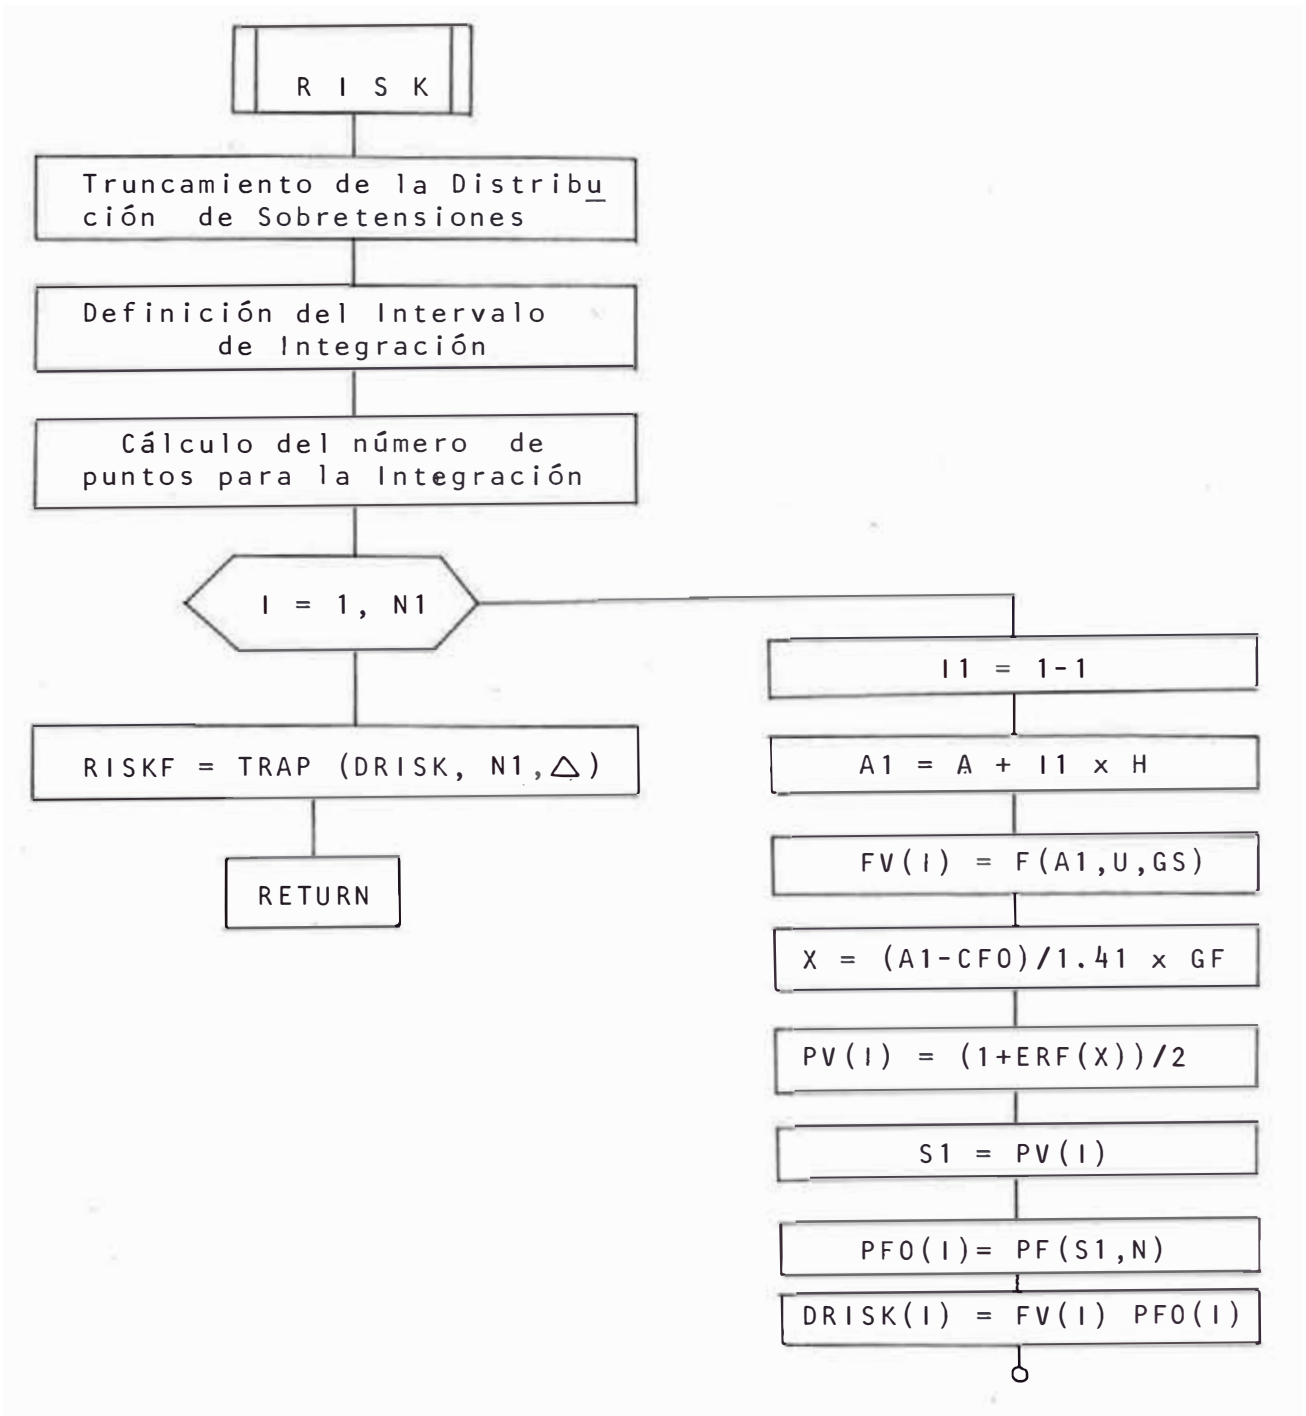 R I S K
Truncamiento de la Distribu
ción de Sobretensiones
Definición del Intervalo
de Integración
Cálculo del número de
puntos para la Integración
I = 1, N1
RISKF = TRAP (DRISK, N1,△)
RETURN
I1 = 1-1
A1 = A + I1 x H
FV(I) = F(A1,U,GS)
X = (A1-CFO)/1.41 x GF
PV(I) = (1+ERF(X))/2
S1 = PV(I)
PFO(I)= PF(S1,N)
DRISK(I) = FV(I) PFO(I)